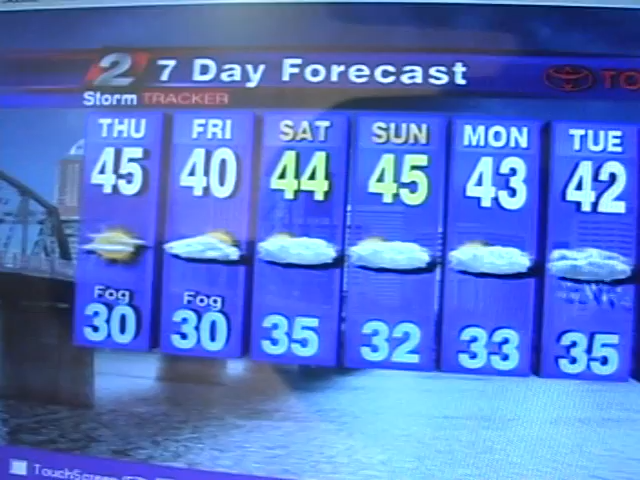 2 7 Day Forecast
TO
Storm TRACKER
THU FRI SAT SUN MON TUE
45 40 44 45 43 42
Fog Fog
30 30 35 32 33 35